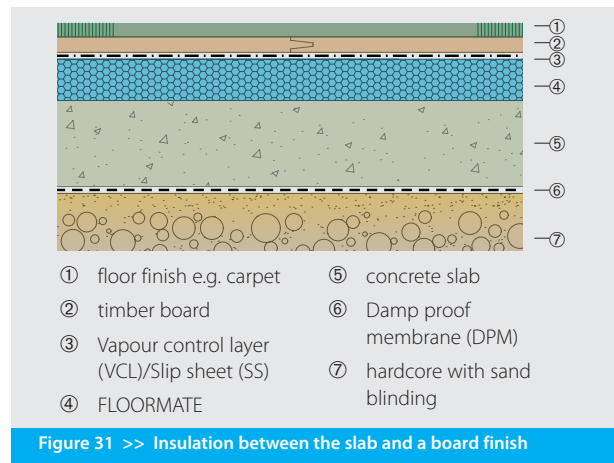 ①
②
③
④
⑤
⑥
⑦
① floor finish e.g. carpet
② timber board
③ Vapour control layer
(VCL)/Slip sheet (SS)
④ FLOORMATE
⑤ concrete slab
⑥ Damp proof
membrane (DPM)
⑦ hardcore with sand
blinding
Figure 31 >> Insulation between the slab and a board finish